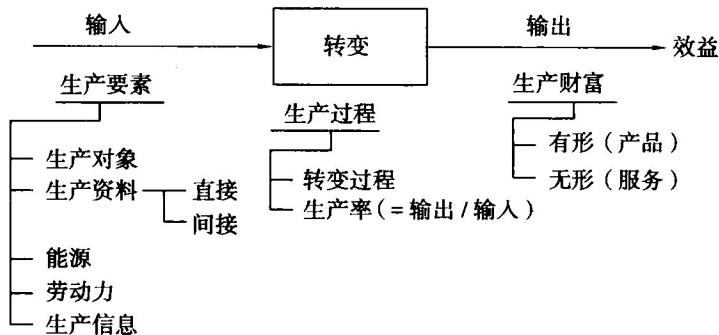 输入
转变
输出
效益
生产要素
生产对象
生产资料
直接
间接
能源
劳动力
生产信息
生产过程
转变过程
生产率（=输出/输入）
生产财富
有形（产品）
无形（服务）